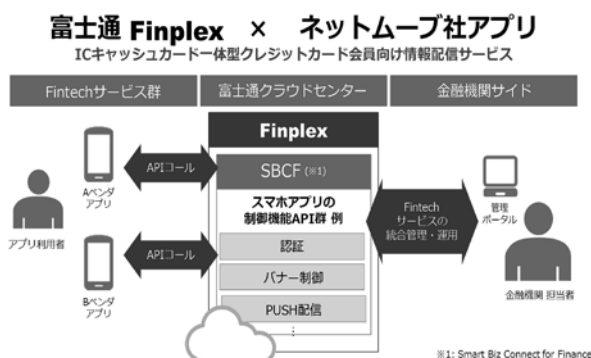 富士通 Finplex × ネットムーブ社アプリ
ICキャッシュカード一体型クレジットカード会員向け情報配信サービス
Fintechサービス群
富士通クラウドセンター
金融機関サイド
Finplex
SBCF (※1)
スマホアプリの
制御機能API群 例
認証
バナー制御
PUSH配信
⋮
APIコール
Aベンダ
アプリ
アプリ利用者
APIコール
Bベンダ
アプリ
Fintech
サービスの
統合管理・運用
管理
ポータル
金融機関 担当者
※1: Smart Biz Connect for Finance